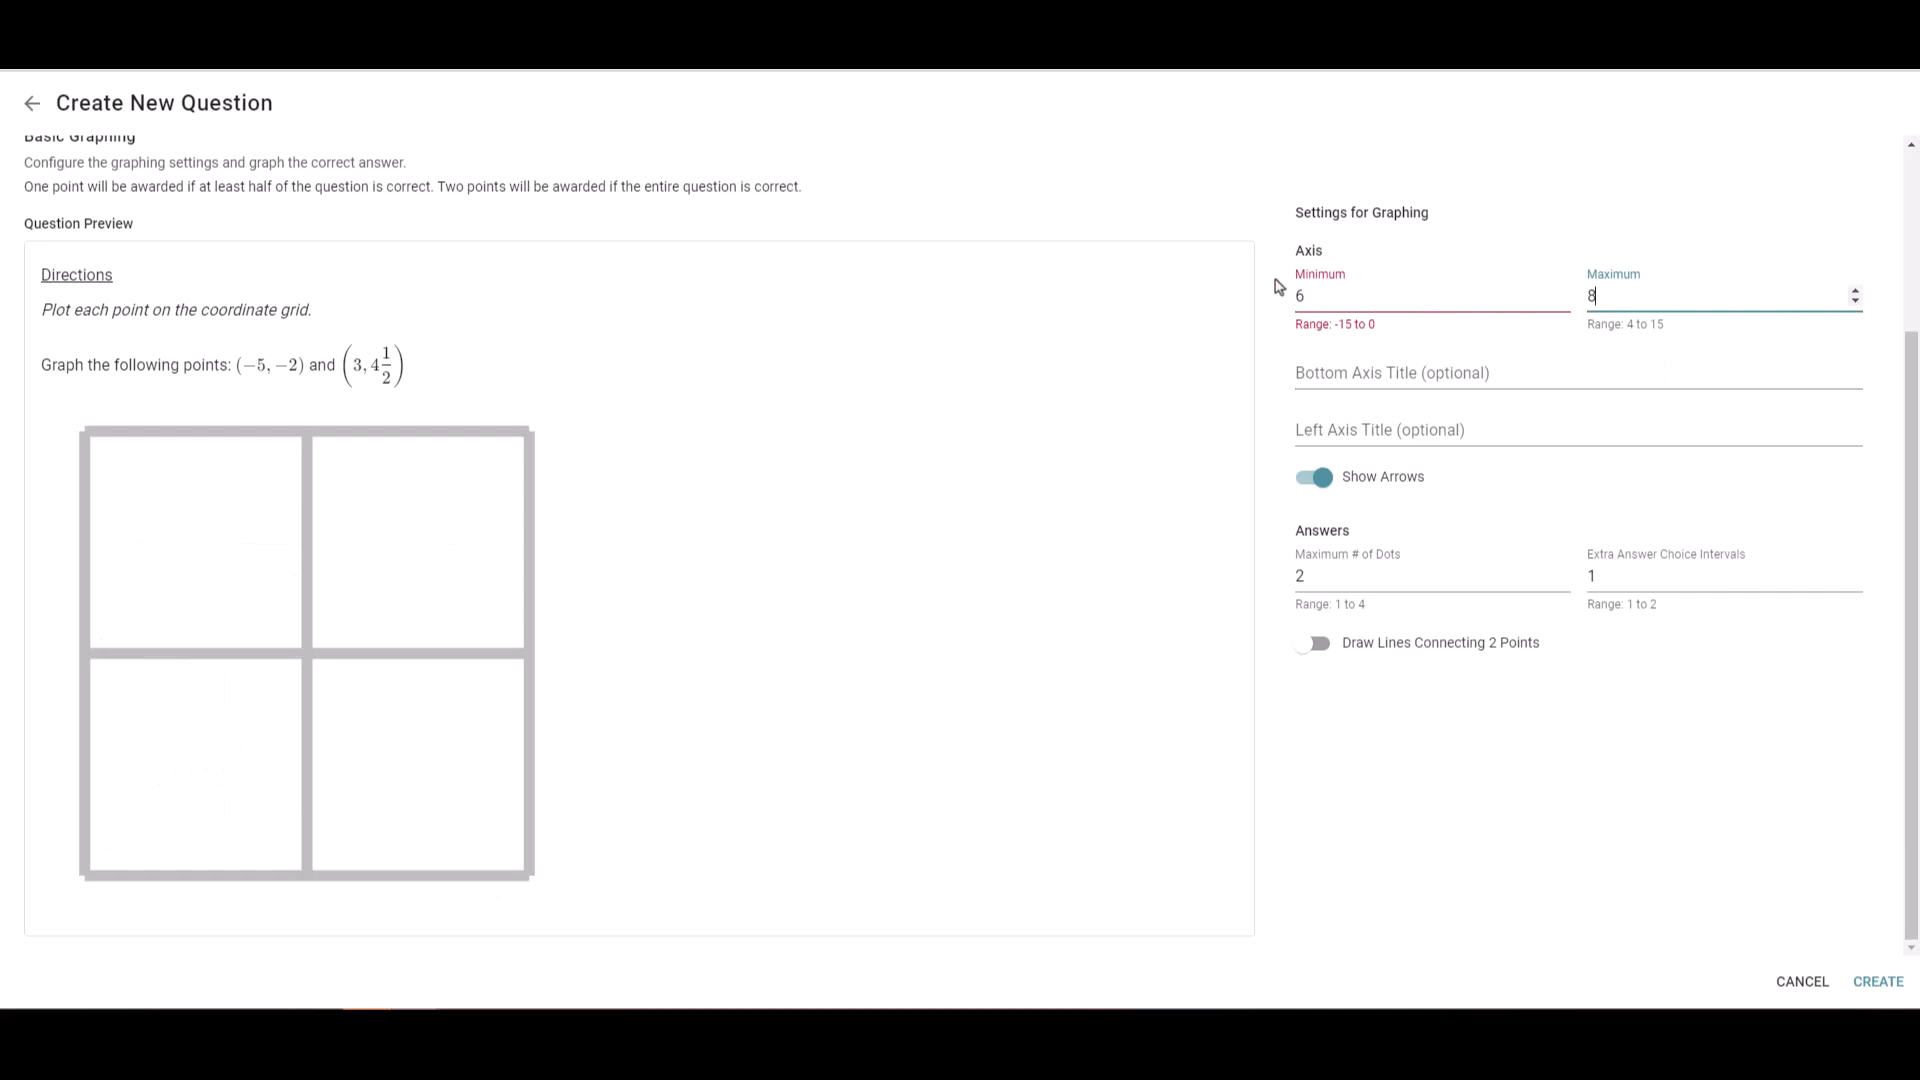 Create New Question
Basic Graphing
Configure the graphing settings and graph the correct answer.
One point will be awarded if at least half of the question is correct. Two points will be awarded if the entire question is correct.
Question Preview
Directions
Plot each point on the coordinate grid.
Graph the following points: (−5, −2) and (3, 4 1/2)
Settings for Graphing
Axis
Minimum
6
Range: -15 to 0
Maximum
8
Range: 4 to 15
Bottom Axis Title (optional)
Left Axis Title (optional)
Show Arrows
Answers
Maximum # of Dots
2
Range: 1 to 4
Extra Answer Choice Intervals
1
Range: 1 to 2
Draw Lines Connecting 2 Points
CANCEL
CREATE